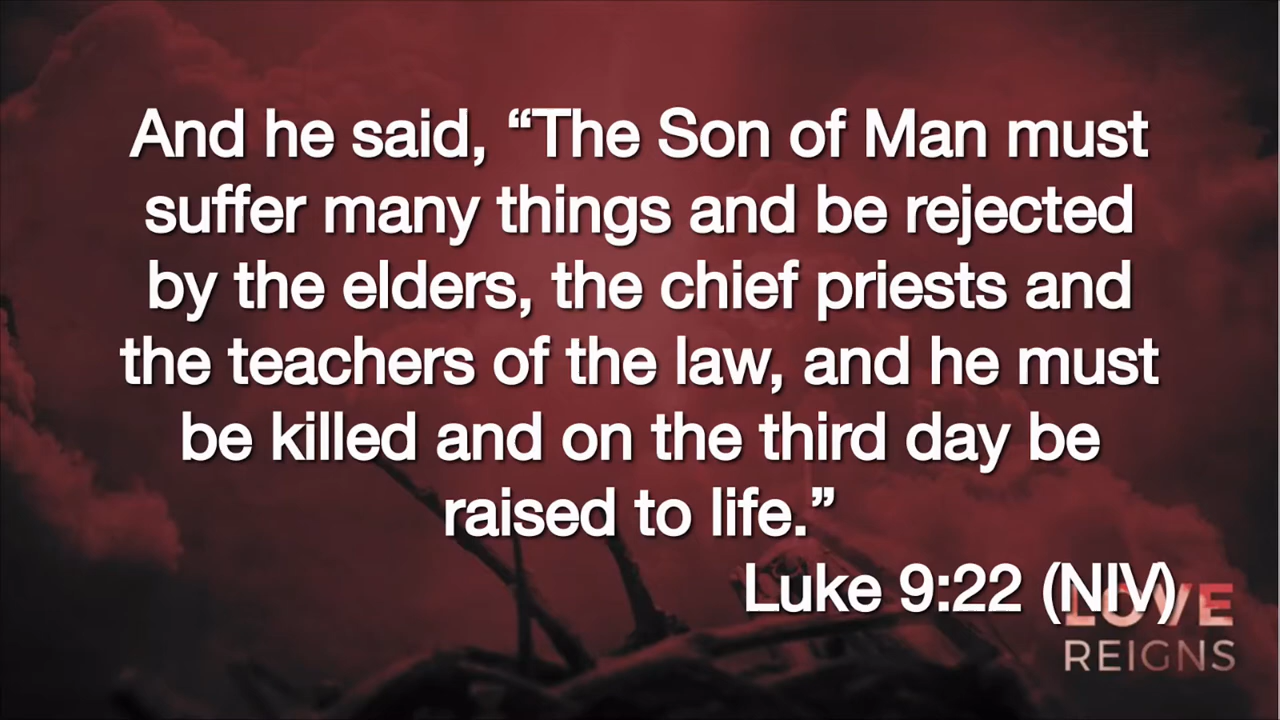 And he said, “The Son of Man must
suffer many things and be rejected
by the elders, the chief priests and
the teachers of the law, and he must
be killed and on the third day be
raised to life.”
Luke 9:22 (NIV)
LOVE
REIGNS